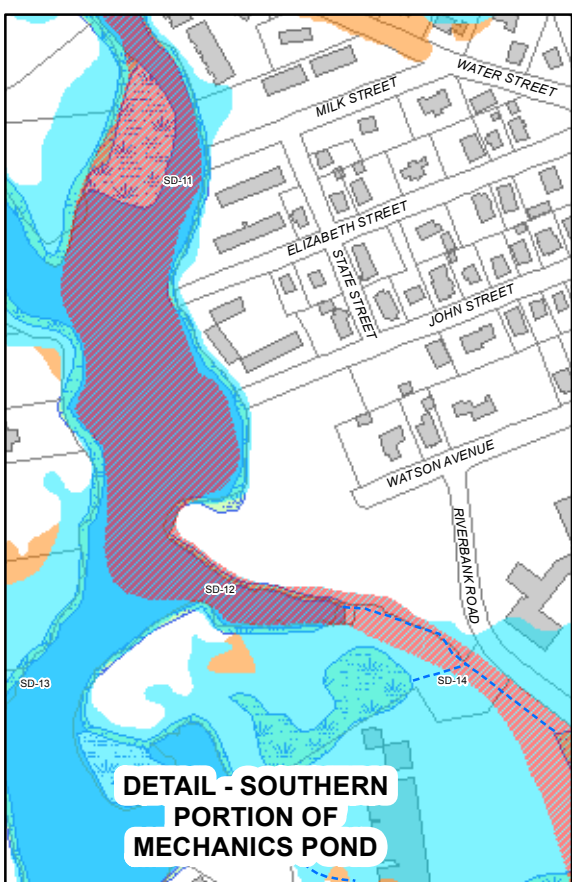 WATER STREET
MILK STREET
SD-11
ELIZABETH STREET
STATE STREET
JOHN STREET
WATSON AVENUE
RIVERBANK ROAD
SD-12
SD-13
SD-14
DETAIL - SOUTHERN
PORTION OF
MECHANICS POND